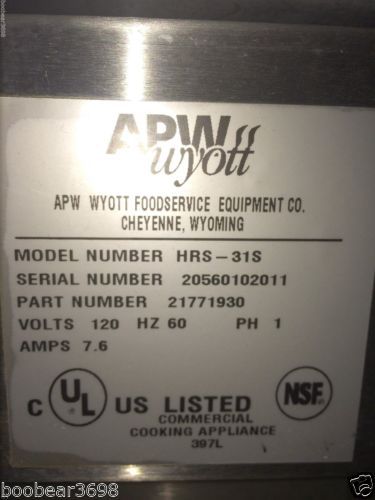 APW
wyott
APW WYOTT FOODSERVICE EQUIPMENT CO.
CHEYENNE, WYOMING
MODEL NUMBER HRS-31S
SERIAL NUMBER 20560102011
PART NUMBER 21771930
VOLTS 120 HZ 60 PH 1
AMPS 7.6
C UL US LISTED NSF
COMMERCIAL
COOKING APPLIANCE
397L
boobear3698
boobear3698